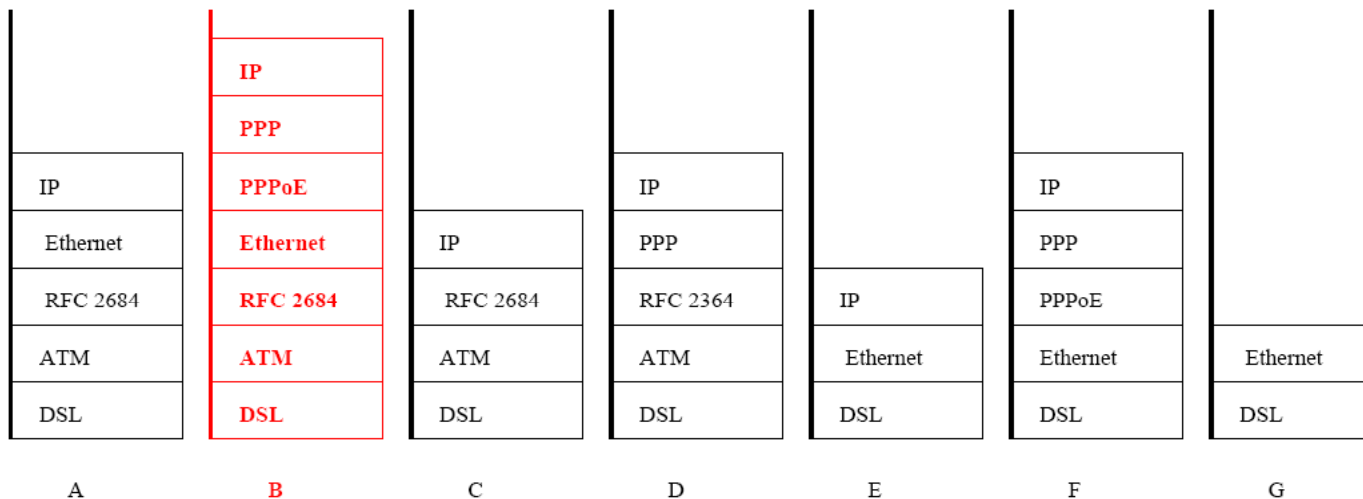 IP
PPP
IP
PPPoE
IP
IP
Ethernet
Ethernet
IP
PPP
PPP
RFC 2684
RFC 2684
RFC 2684
RFC 2364
IP
PPPoE
ATM
ATM
ATM
ATM
Ethernet
Ethernet
Ethernet
DSL
DSL
DSL
DSL
DSL
DSL
DSL
A
B
C
D
E
F
G